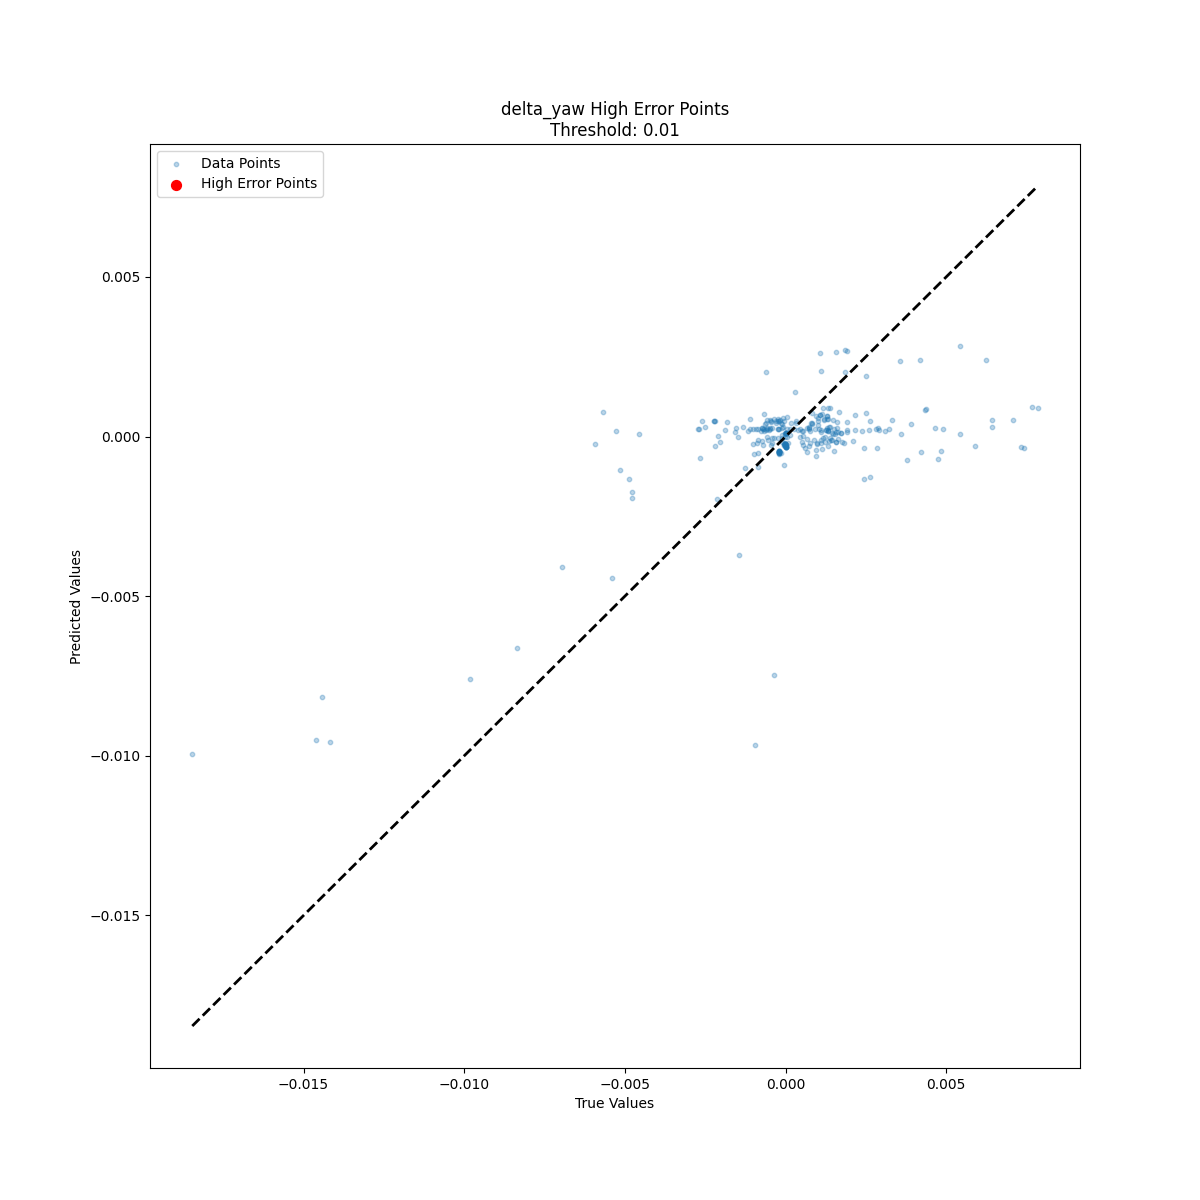 delta_yaw High Error Points
Threshold: 0.01
Data Points
High Error Points
0.005
0.000
−0.005
−0.010
−0.015
Predicted Values
−0.015
−0.010
−0.005
0.000
0.005
True Values